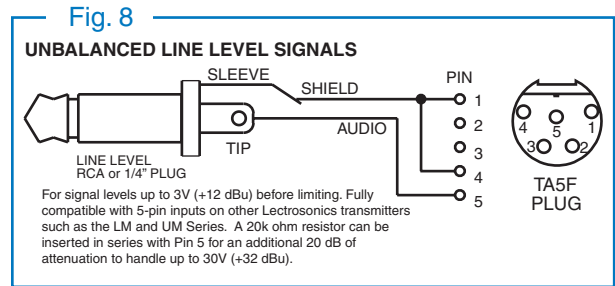 Fig. 8
UNBALANCED LINE LEVEL SIGNALS
SLEEVE
SHIELD
PIN
1
2
3
4
5
AUDIO
TIP
LINE LEVEL
RCA or 1/4" PLUG
4
5
1
3
2
TA5F
PLUG
For signal levels up to 3V (+12 dBu) before limiting. Fully
compatible with 5-pin inputs on other Lectrosonics transmitters
such as the LM and UM Series. A 20k ohm resistor can be
inserted in series with Pin 5 for an additional 20 dB of
attenuation to handle up to 30V (+32 dBu).